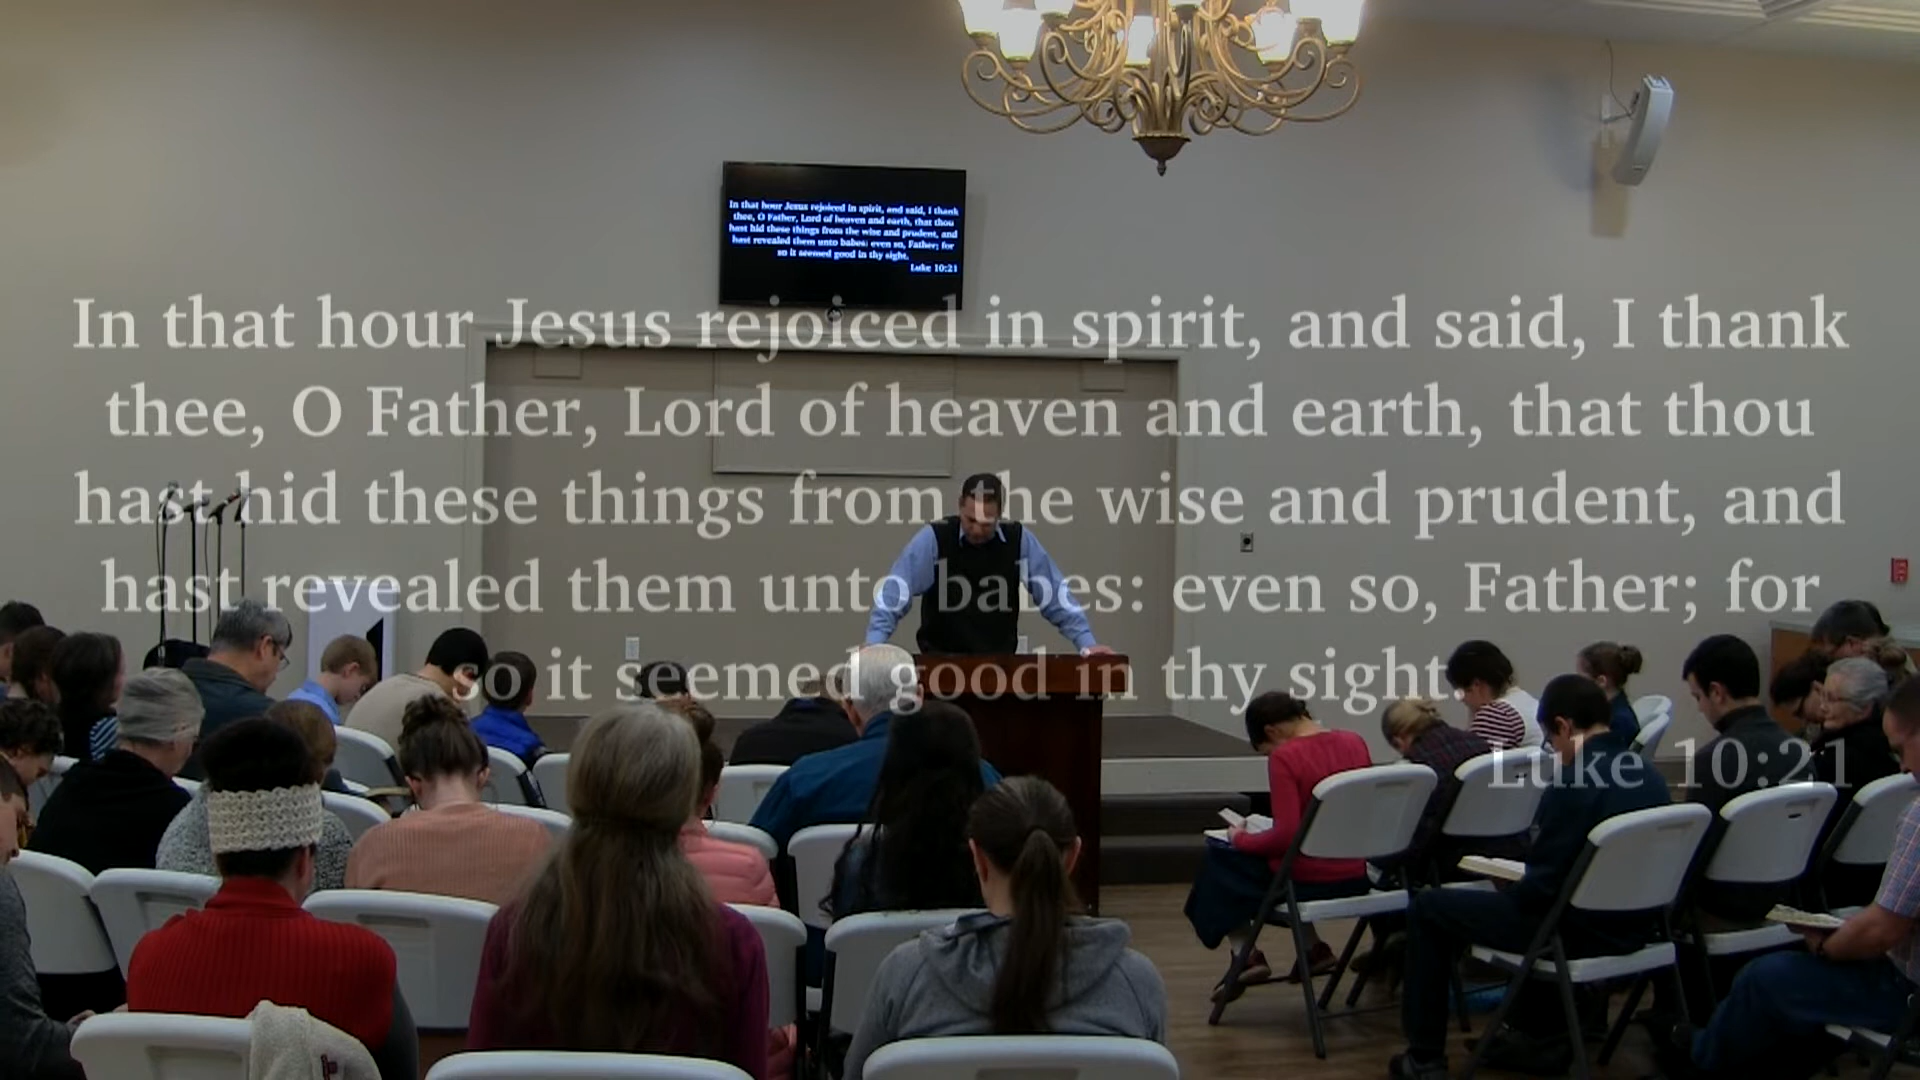 In that hour Jesus rejoiced in spirit, and said, I thank
thee, O Father, Lord of heaven and earth, that thou
hast hid these things from the wise and prudent, and
hast revealed them unto babes: even so, Father; for
so it seemed good in thy sight.
Luke 10:21
In that hour Jesus rejoiced in spirit, and said, I thank
thee, O Father, Lord of heaven and earth, that thou
hast hid these things from the wise and prudent, and
hast revealed them unto babes: even so, Father; for
so it seemed good in thy sight.
Luke 10:21